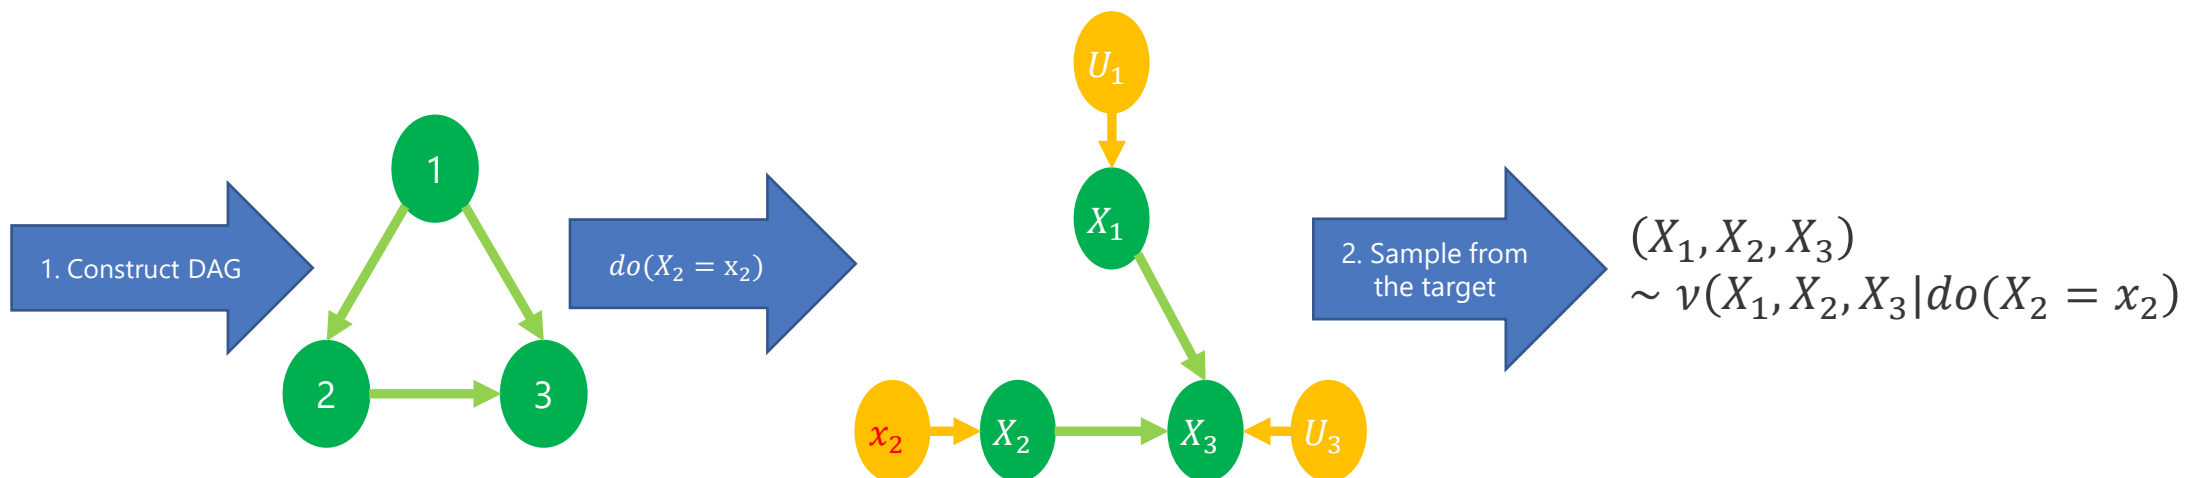 1. Construct DAG
1
2
3
do(X₂ = x₂)
U₁
X₁
x₂
X₂
X₃
U₃
2. Sample from
the target
(X₁, X₂, X₃)
~ ν(X₁, X₂, X₃|do(X₂ = x₂)